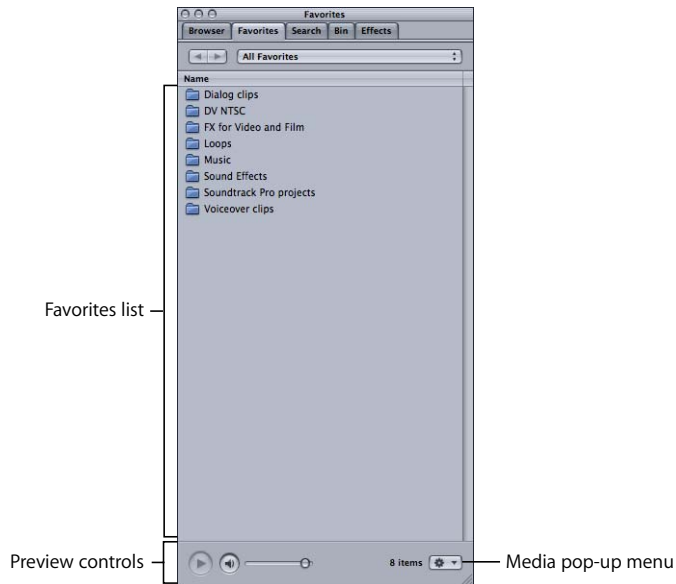 Favorites
Browser Favorites Search Bin Effects
All Favorites
Name
Dialog clips
DV NTSC
FX for Video and Film
Loops
Music
Sound Effects
Soundtrack Pro projects
Voiceover clips
Favorites list
Preview controls
8 items
Media pop-up menu